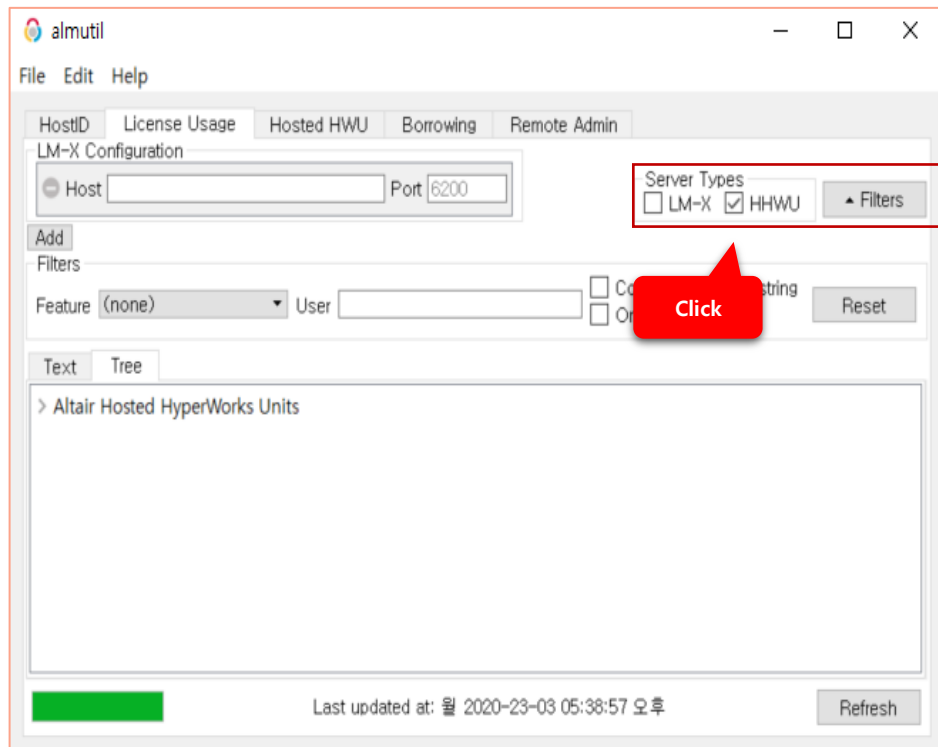 almutil
File Edit Help
HostID License Usage Hosted HWU Borrowing Remote Admin
LM-X Configuration
Host Port 6200
Server Types
LM-X HHWU Filters
Add
Filters
Feature (none) User string
Reset
Click
Text Tree
Altair Hosted HyperWorks Units
Last updated at: 월 2020-23-03 05:38:57 오후 Refresh